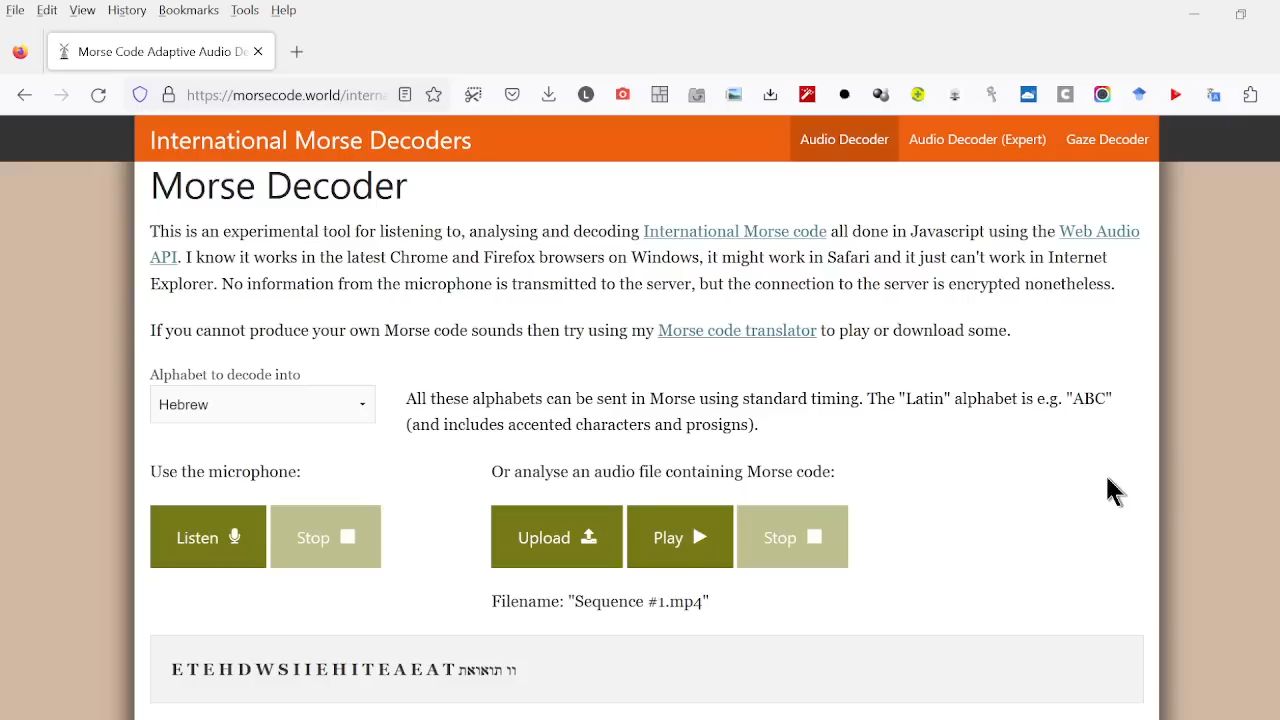 File Edit View History Bookmarks Tools Help
Morse Code Adaptive Audio De
https://morsecode.world/interna
International Morse Decoders
Audio Decoder Audio Decoder (Expert) Gaze Decoder
Morse Decoder
This is an experimental tool for listening to, analysing and decoding International Morse code all done in Javascript using the Web Audio
API. I know it works in the latest Chrome and Firefox browsers on Windows, it might work in Safari and it just can't work in Internet
Explorer. No information from the microphone is transmitted to the server, but the connection to the server is encrypted nonetheless.
If you cannot produce your own Morse code sounds then try using my Morse code translator to play or download some.
Alphabet to decode into
Hebrew
All these alphabets can be sent in Morse using standard timing. The "Latin" alphabet is e.g. "ABC"
(and includes accented characters and prosigns).
Use the microphone:
Or analyse an audio file containing Morse code:
Listen Stop
Upload Play Stop
Filename: "Sequence #1.mp4"
E T E H D W S I I E H I T E A E A T וו תואואת